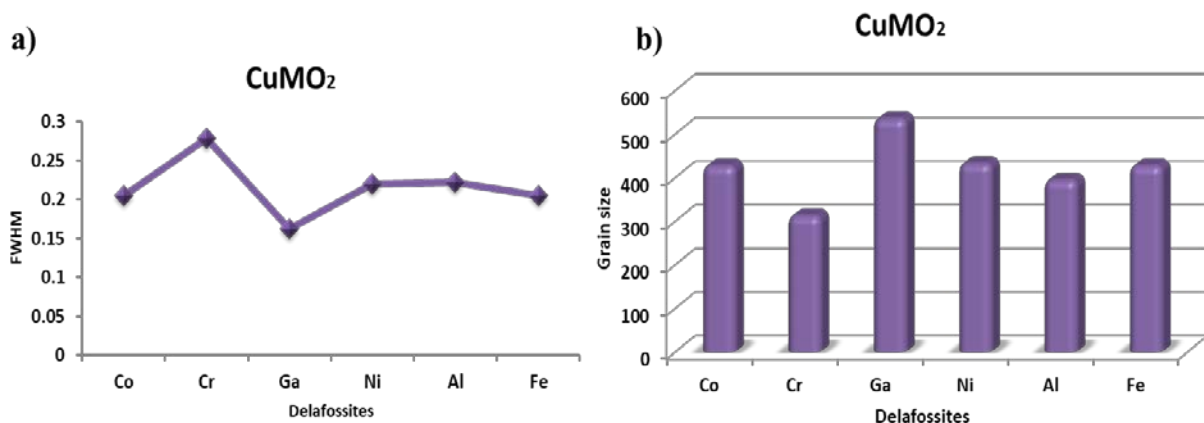 a)
CuMO₂
0.3
0.25
0.2
0.15
0.1
0.05
0
FWHM
Co Cr Ga Ni Al Fe
Delafossites
b)
CuMO₂
600
500
400
300
200
100
0
Grain size
Co Cr Ga Ni Al Fe
Delafossites